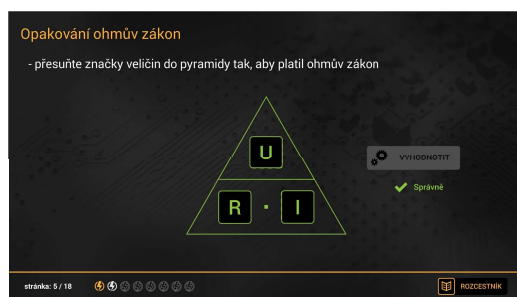 Opakování ohmův zákon
- přesuňte značky veličin do pyramidy tak, aby platil ohmův zákon
U
R · I
VYHODNOTIT
Správně
stránka: 5 / 18
ROZCESTNÍK